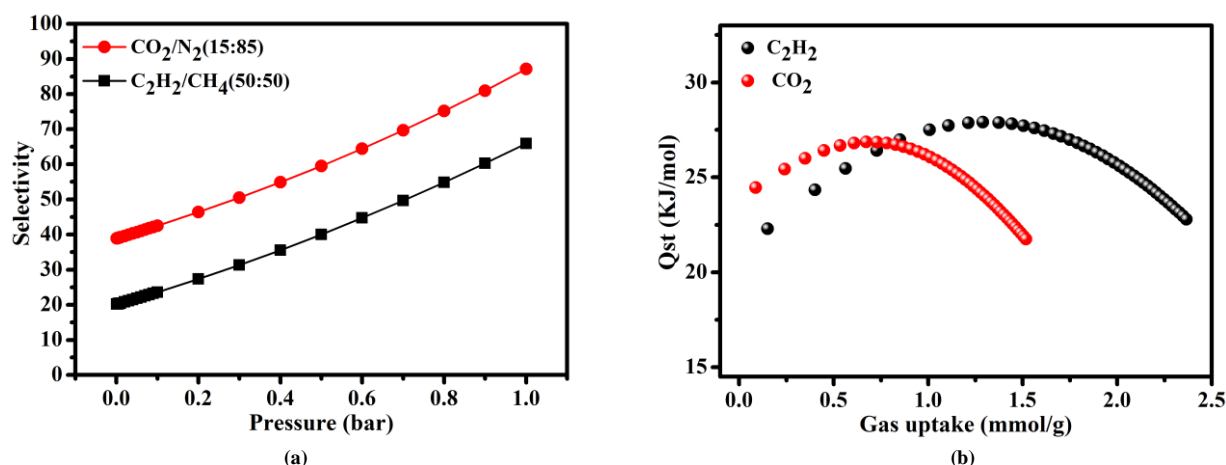 CO2/N2(15:85)
C2H2/CH4(50:50)
Selectivity
100
90
80
70
60
50
40
30
20
10
0
0.0 0.2 0.4 0.6 0.8 1.0
Pressure (bar)
(a)
C2H2
CO2
Qst (KJ/mol)
30
25
20
15
0.0 0.5 1.0 1.5 2.0 2.5
Gas uptake (mmol/g)
(b)